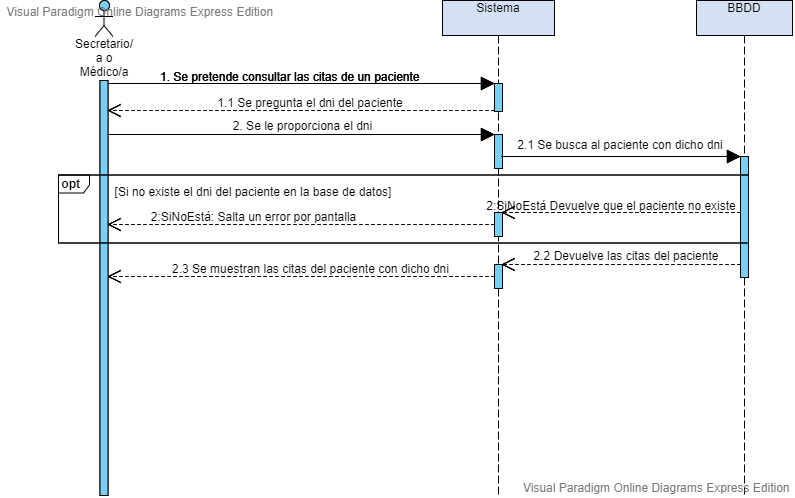 Visual Paradigm Online Diagrams Express Edition
Sistema
BBDD
Secretario/
a o
Médico/a
1. Se pretende consultar las citas de un paciente
1.1 Se pregunta el dni del paciente
2. Se le proporciona el dni
2.1 Se busca al paciente con dicho dni
opt
[Si no existe el dni del paciente en la base de datos]
2:SiNoEstá Devuelve que el paciente no existe
2:SiNoEstá: Salta un error por pantalla
2.2 Devuelve las citas del paciente
2.3 Se muestran las citas del paciente con dicho dni
Visual Paradigm Online Diagrams Express Edition